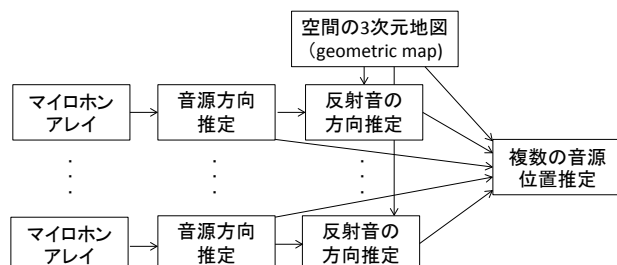 空間の3次元地図
（geometric map)
マイロホン
アレイ
音源方向
推定
反射音の
方向推定
複数の音源
位置推定
マイロホン
アレイ
音源方向
推定
反射音の
方向推定